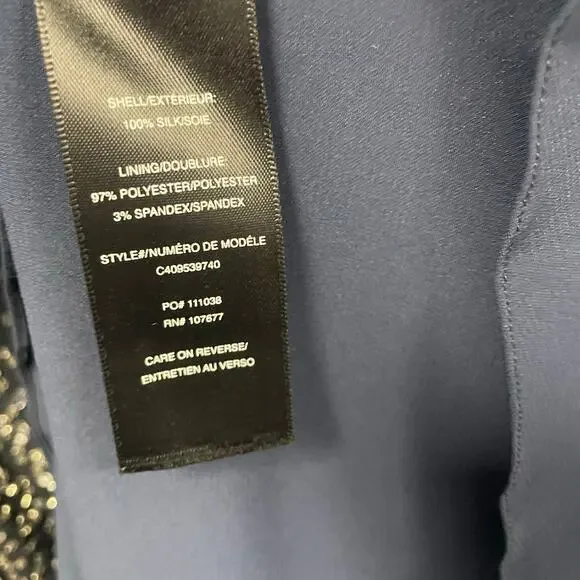 SHELL/EXTÉRIEUR:
100% SILK/SOIE
LINING/DOUBLURE:
97% POLYESTER/POLYESTER
3% SPANDEX/SPANDEX
STYLE#/NUMÉRO DE MODÉLE
C409539740
PO# 111038
RN# 107677
CARE ON REVERSE/
ENTRETIEN AU VERSO